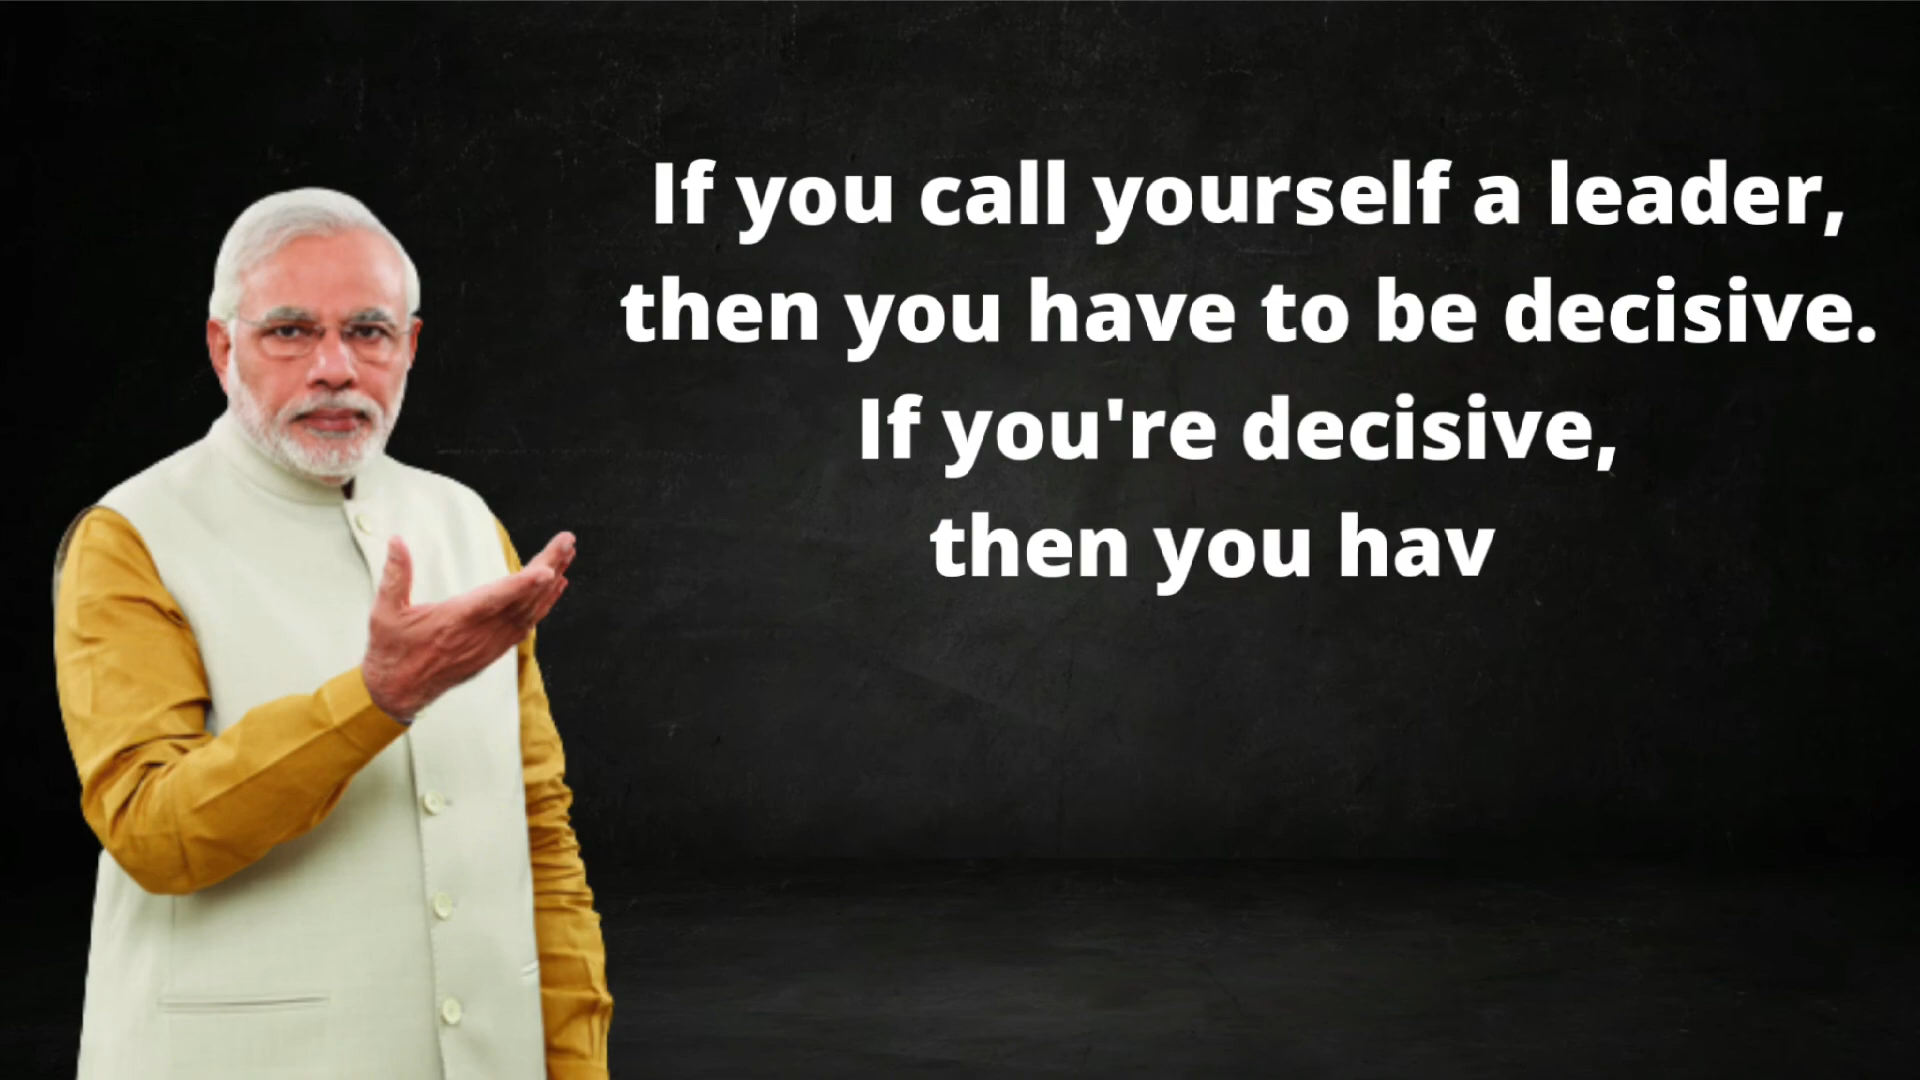 If you call yourself a leader,
then you have to be decisive.
If you're decisive,
then you hav